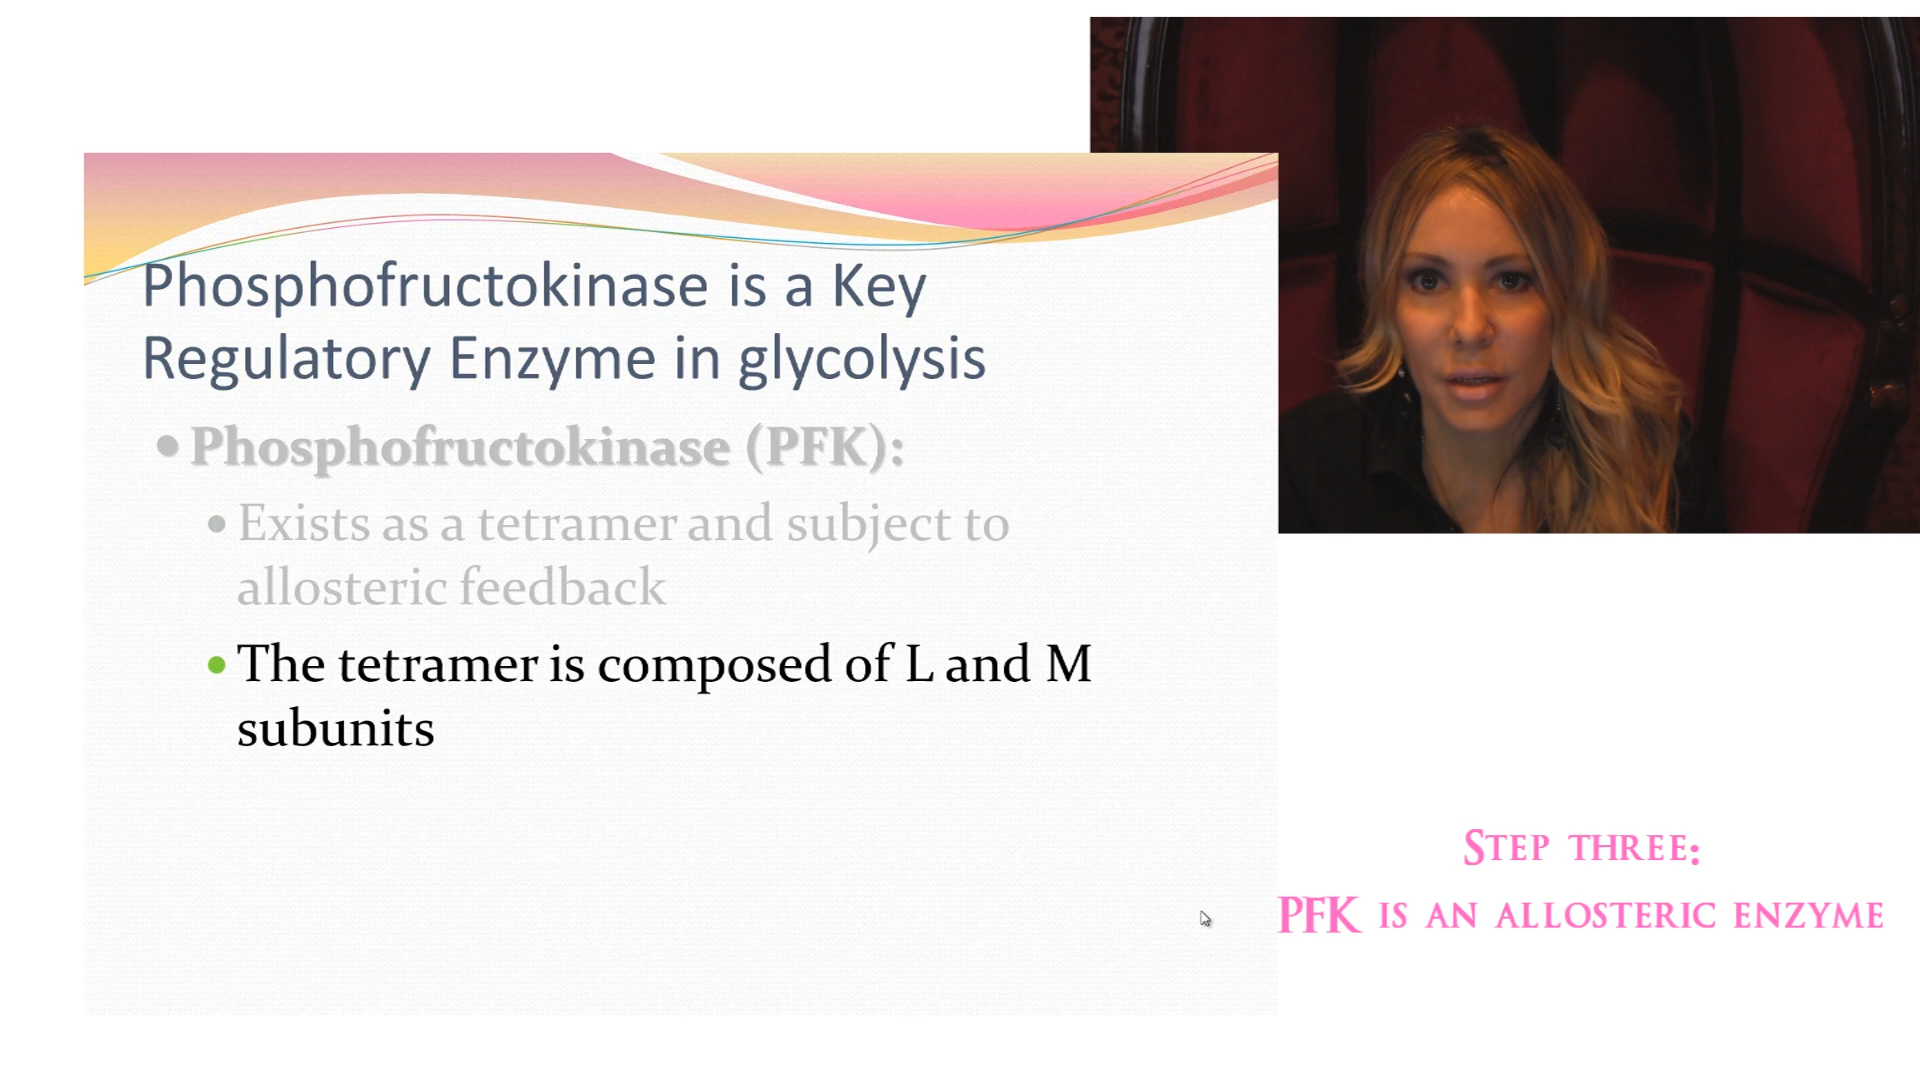 Phosphofructokinase is a Key
Regulatory Enzyme in glycolysis
• Phosphofructokinase (PFK):
• Exists as a tetramer and subject to
allosteric feedback
• The tetramer is composed of L and M
subunits
Step three:
PFK is an allosteric enzyme